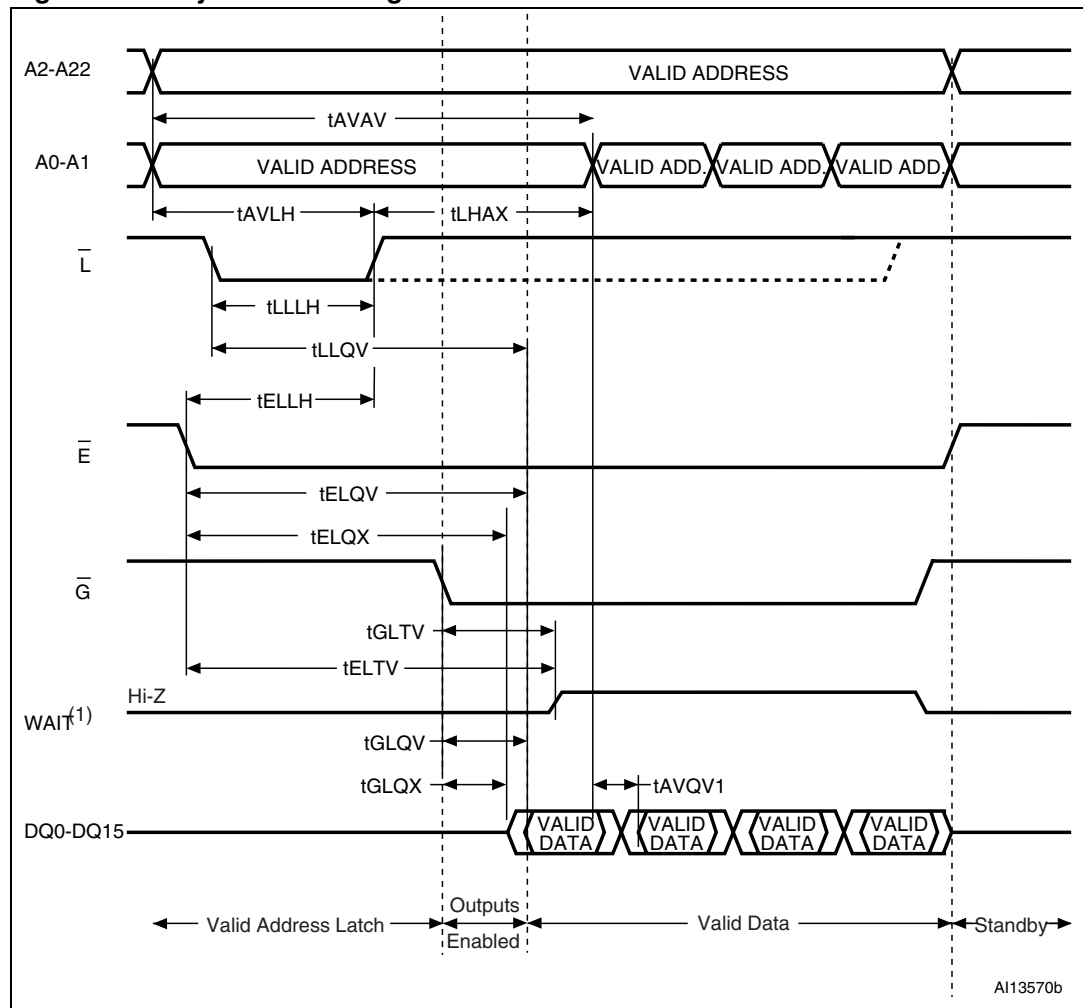 A2-A22
VALID ADDRESS
tAVAV
A0-A1
VALID ADDRESS
VALID ADD.
VALID ADD.
VALID ADD.
tAVLH
tLHAX
L
tLLLH
tLLQV
tELLH
E
tELQV
tELQX
G
tGLTV
tELTV
Hi-Z
WAIT(1)
tGLQV
tGLQX
tAVQV1
DQ0-DQ15
VALID
DATA
VALID
DATA
VALID
DATA
VALID
DATA
Valid Address Latch
Outputs
Enabled
Valid Data
Standby
AI13570b